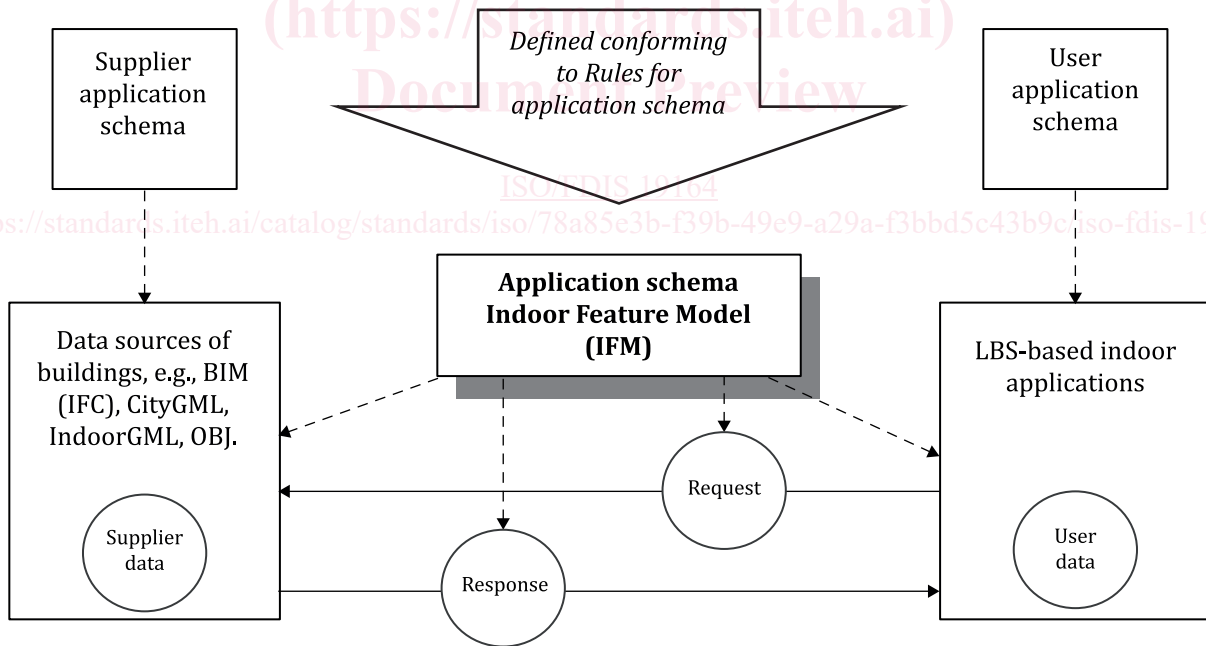 (https://standards.iteh.ai)
Document Preview
ISO/FDIS 19164
ps://standards.iteh.ai/catalog/standards/iso/78a85e3b-f39b-49e9-a29a-f3bbd5c43b9c/iso-fdis-19
Supplier
application
schema
Defined conforming
to Rules for
application schema
User
application
schema
Application schema
Indoor Feature Model
(IFM)
Data sources of
buildings, e.g., BIM
(IFC), CityGML,
IndoorGML, OBJ.
LBS-based indoor
applications
Request
Supplier
data
User
data
Response